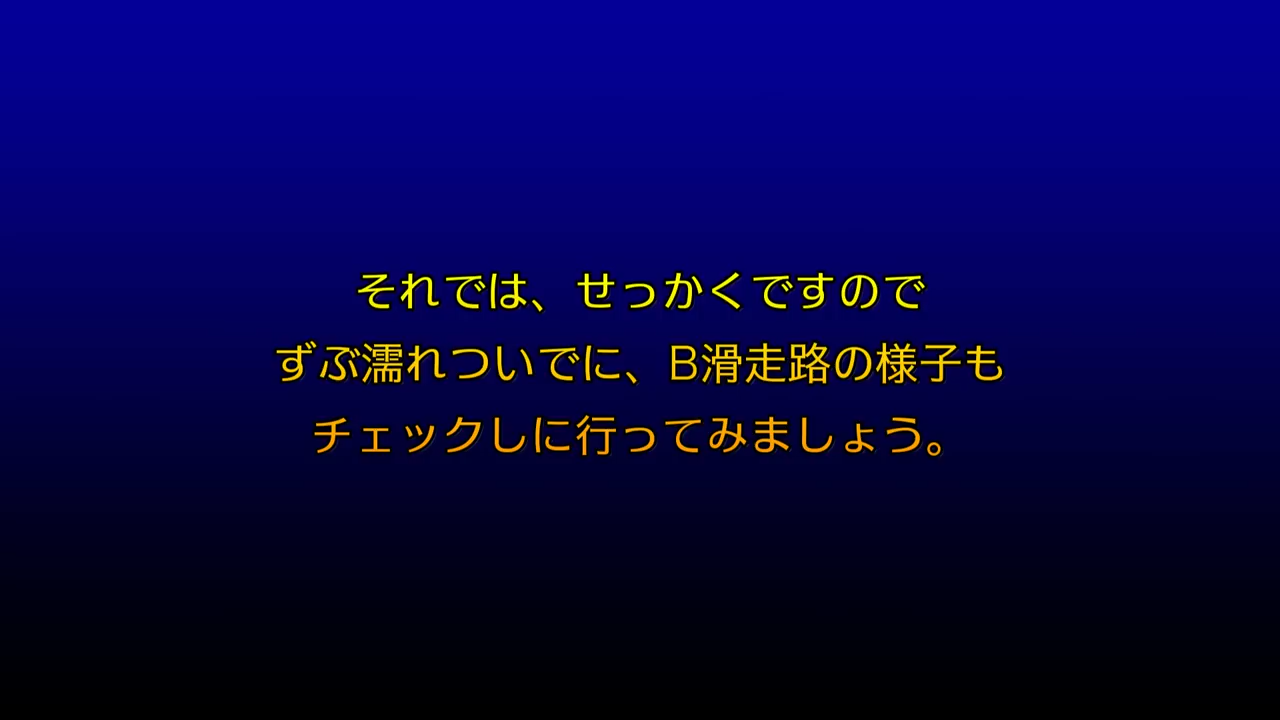 それでは、せっかくですので
ずぶ濡れついでに、B滑走路の様子も
チェックしに行ってみましょう。